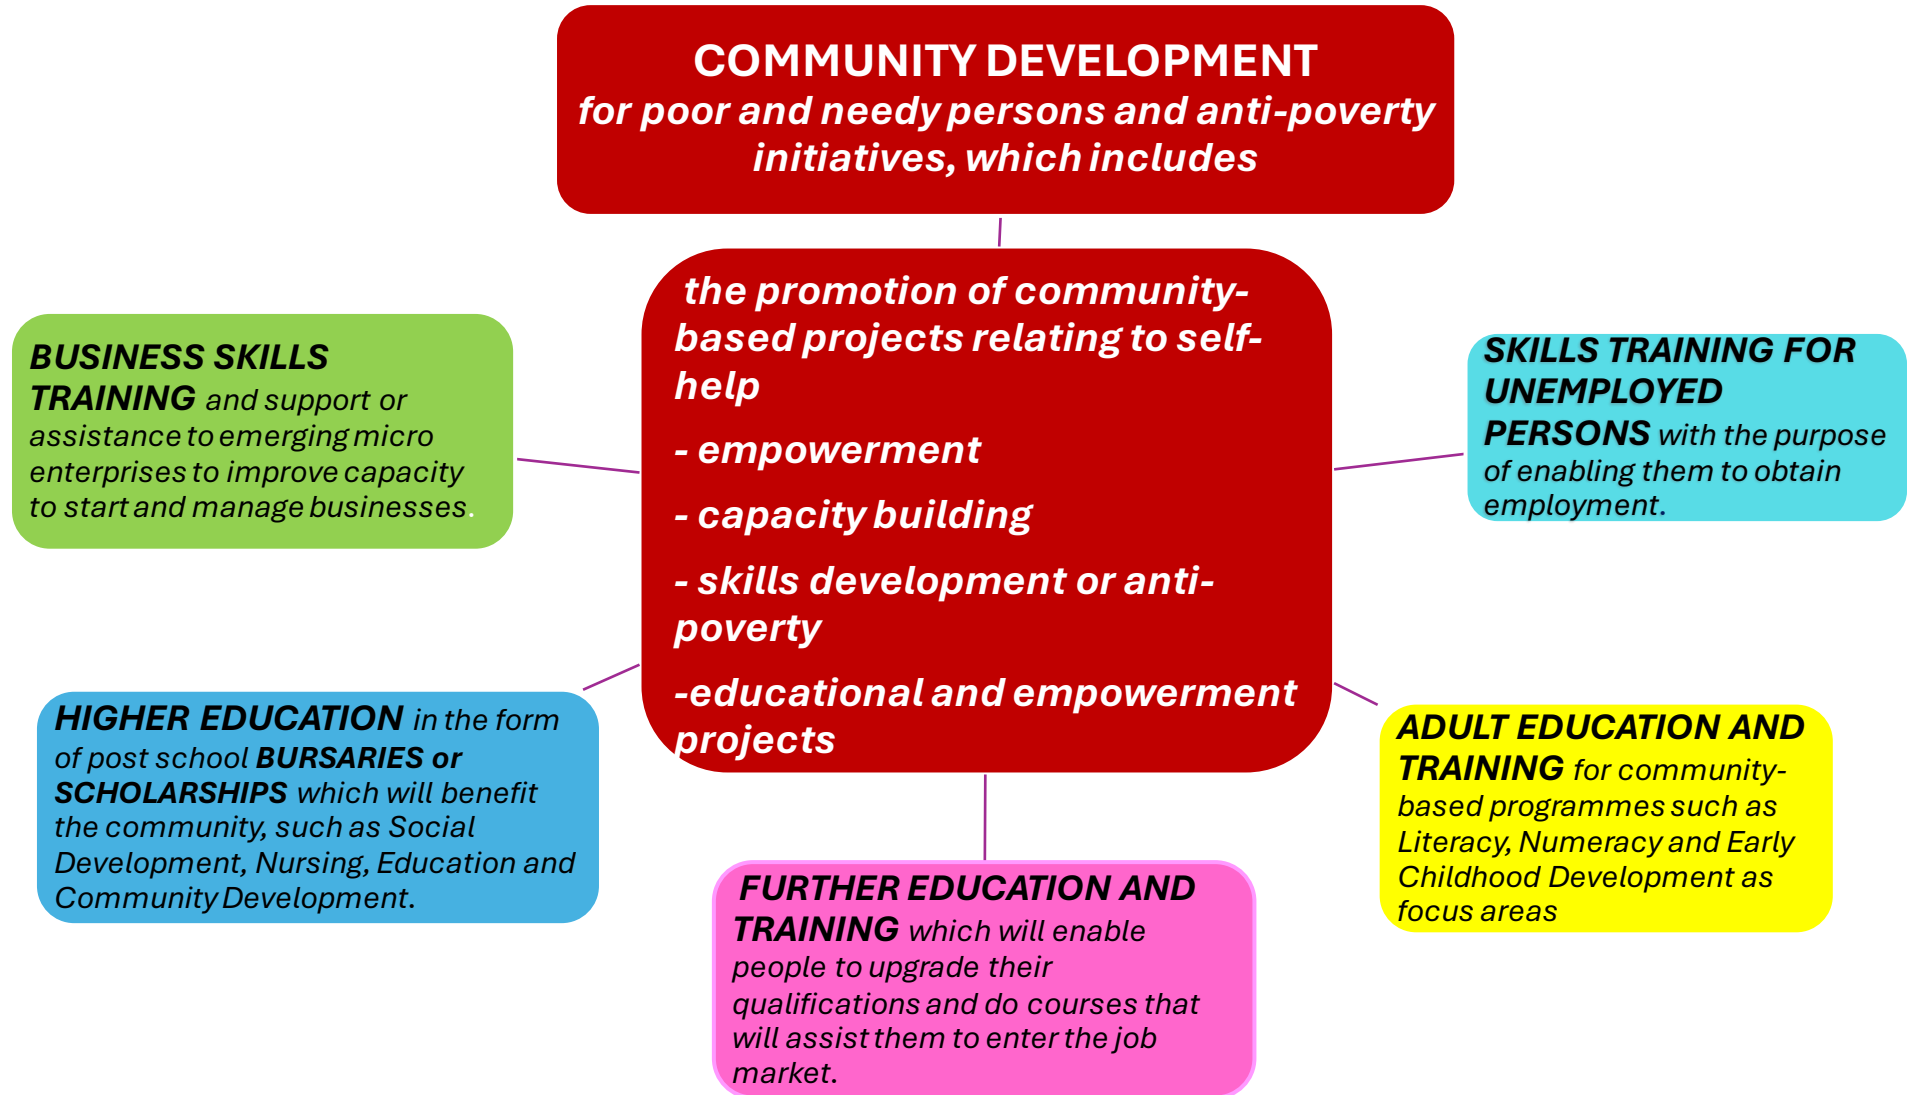 COMMUNITY DEVELOPMENT
for poor and needy persons and anti-poverty
initiatives, which includes
the promotion of community-
based projects relating to self-
help
- empowerment
- capacity building
- skills development or anti-
poverty
-educational and empowerment
projects
BUSINESS SKILLS
TRAINING and support or
assistance to emerging micro
enterprises to improve capacity
to start and manage businesses.
SKILLS TRAINING FOR
UNEMPLOYED
PERSONS with the purpose
of enabling them to obtain
employment.
HIGHER EDUCATION in the form
of post school BURSARIES or
SCHOLARSHIPS which will benefit
the community, such as Social
Development, Nursing, Education and
Community Development.
ADULT EDUCATION AND
TRAINING for community-
based programmes such as
Literacy, Numeracy and Early
Childhood Development as
focus areas
FURTHER EDUCATION AND
TRAINING which will enable
people to upgrade their
qualifications and do courses that
will assist them to enter the job
market.